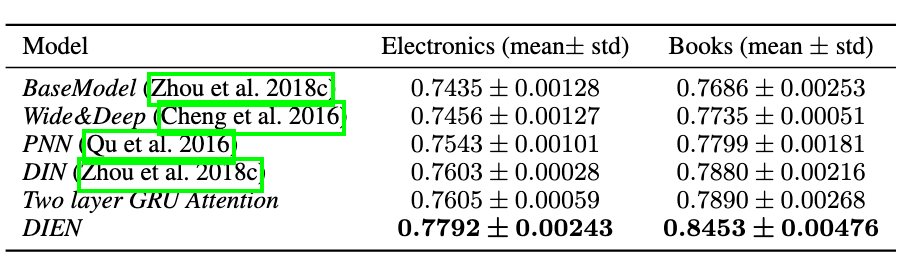 Model Electronics (mean± std) Books (mean ± std)
BaseModel (Zhou et al. 2018c) 0.7435 ± 0.00128 0.7686 ± 0.00253
Wide&Deep (Cheng et al. 2016) 0.7456 ± 0.00127 0.7735 ± 0.00051
PNN (Qu et al. 2016) 0.7543 ± 0.00101 0.7799 ± 0.00181
DIN (Zhou et al. 2018c) 0.7603 ± 0.00028 0.7880 ± 0.00216
Two layer GRU Attention 0.7605 ± 0.00059 0.7890 ± 0.00268
DIEN 0.7792 ± 0.00243 0.8453 ± 0.00476